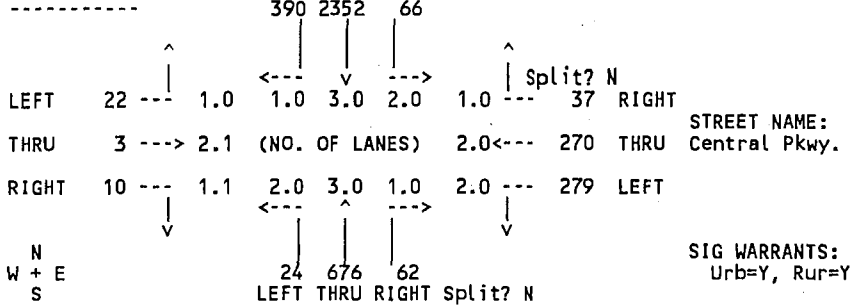 -----------  390 2352 66
^ ^
<--- v ---> | Split? N
LEFT 22 --- 1.0 1.0 3.0 2.0 1.0 --- 37 RIGHT
STREET NAME:
THRU 3 ---> 2.1 (NO. OF LANES) 2.0<--- 270 THRU Central Pkwy.
RIGHT 10 --- 1.1 2.0 3.0 1.0 2.0 --- 279 LEFT
<--- ^ --->
v v
N SIG WARRANTS:
W + E 24 676 62 Urb=Y, Rur=Y
S LEFT THRU RIGHT Split? N